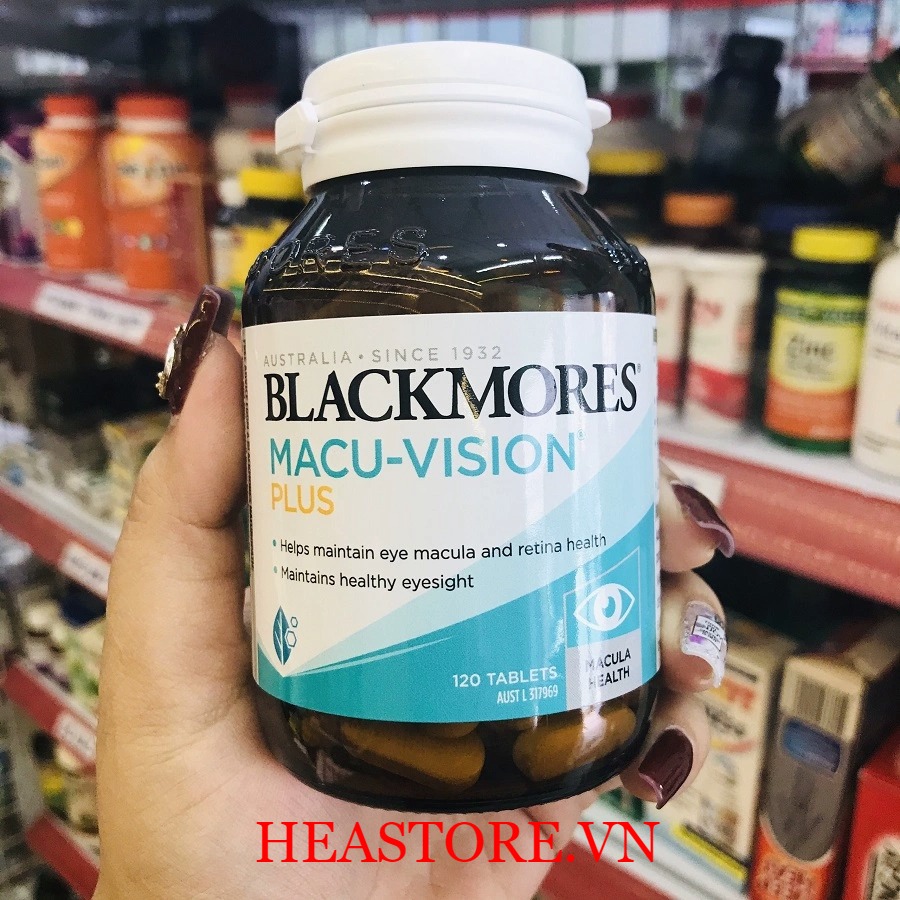 AUSTRALIA • SINCE 1932
BLACKMORES®
MACU-VISION®
PLUS
• Helps maintain eye macula and retina health
• Maintains healthy eyesight
MACULA
HEALTH
120 TABLETS
AUST L 317969
Zinc
HEASTORE.VN